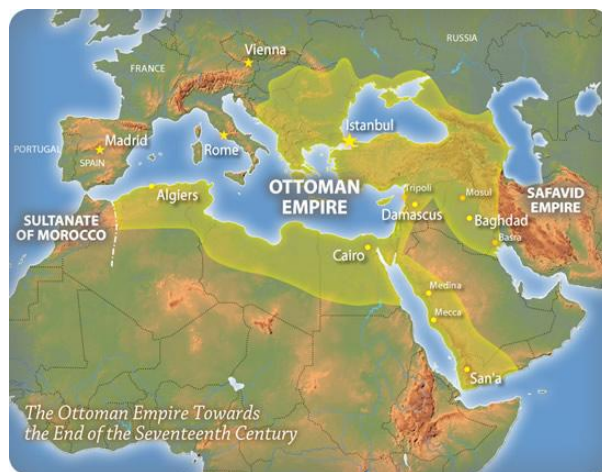 RUSSIA
Vienna
FRANCE
Istanbul
PORTUGAL
Madrid
SPAIN
Rome
OTTOMAN
EMPIRE
Algiers
Tripoli
Mosul
SAFAVID
EMPIRE
SULTANATE
OF MOROCCO
Damascus
Baghdad
Basra
Cairo
Medina
Mecca
San'a
The Ottoman Empire Towards
the End of the Seventeenth Century